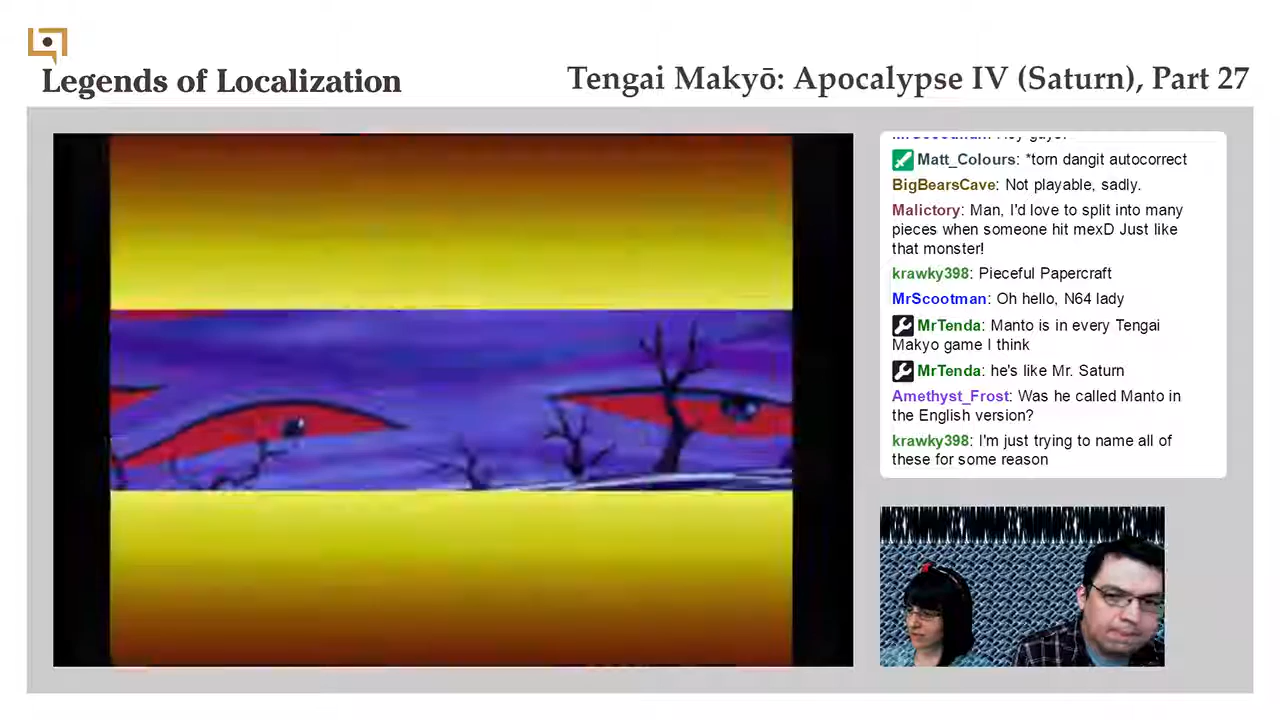 Legends of Localization
Tengai Makyō: Apocalypse IV (Saturn), Part 27
Matt_Colours: *torn dangit autocorrect
BigBearsCave: Not playable, sadly.
Malictory: Man, I'd love to split into many
pieces when someone hit mexD Just like
that monster!
krawky398: Pieceful Papercraft
MrScootman: Oh hello, N64 lady
MrTenda: Manto is in every Tengai
Makyo game I think
MrTenda: he's like Mr. Saturn
Amethyst_Frost: Was he called Manto in
the English version?
krawky398: I'm just trying to name all of
these for some reason